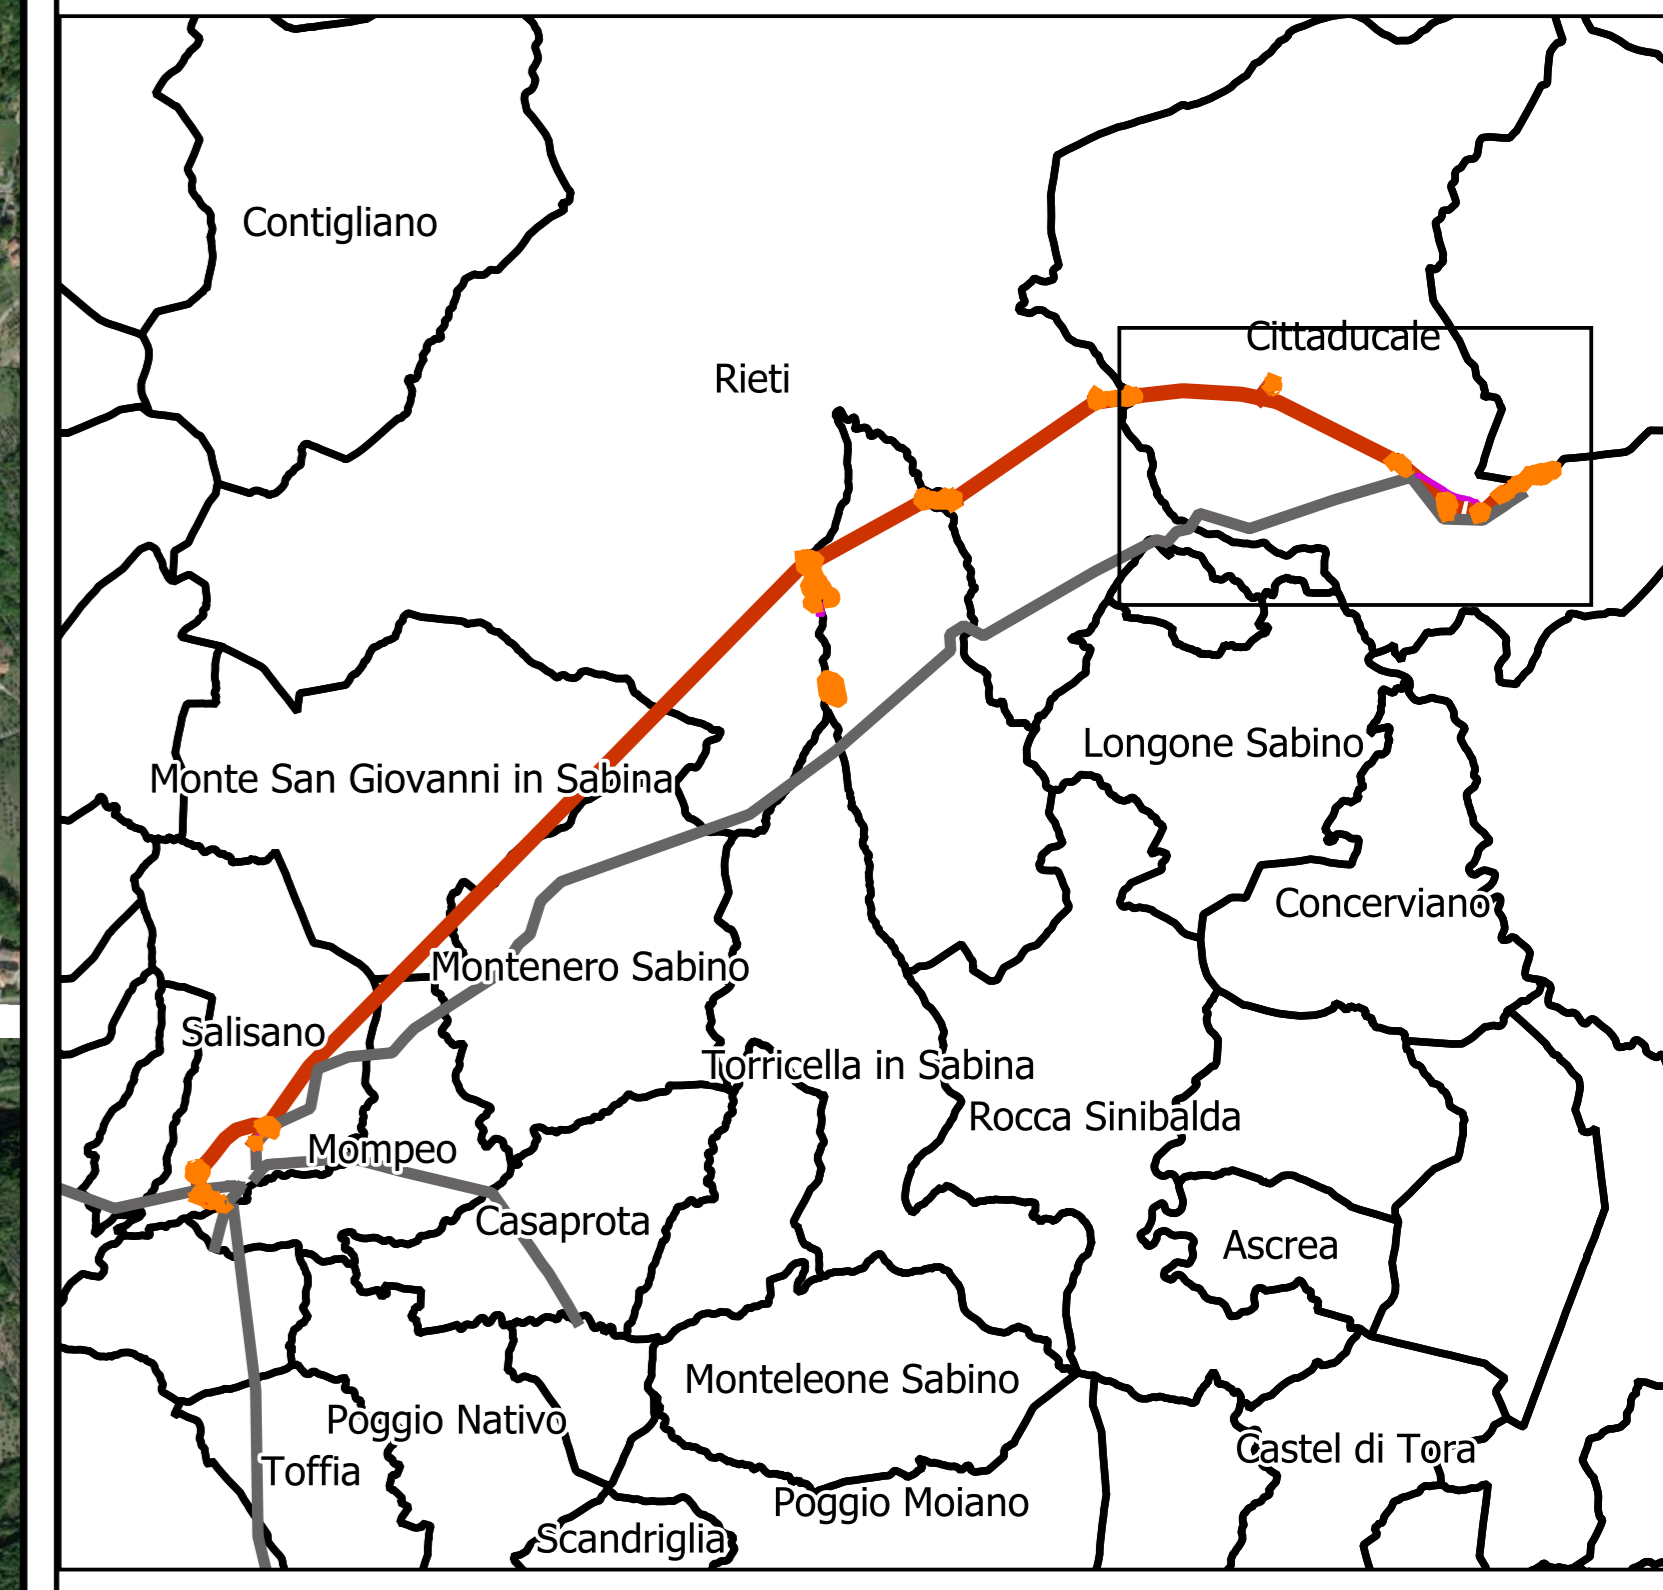 Contigliano
Cittaducale
Rieti
Longone Sabino
Monte San Giovanni in Sabina
Concerviano
Montenero Sabino
Salisano
Torricella in Sabina
Rocca Sinibalda
Mompeo
Casaprota
Ascrea
Monteleone Sabino
Poggio Nativo
Castel di Tora
Toffia
Poggio Moiano
Scandriglia